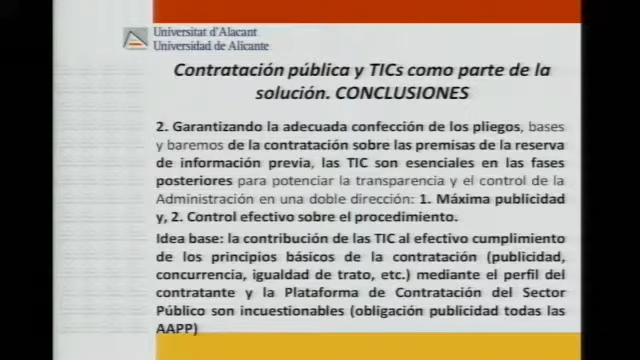 Universitat d'Alacant
Universidad de Alicante
Contratación pública y TICs como parte de la
solución. CONCLUSIONES
2. Garantizando la adecuada confección de los pliegos, bases
y baremos de la contratación sobre las premisas de la reserva
de información previa, las TIC son esenciales en las fases
posteriores para potenciar la transparencia y el control de la
Administración en una doble dirección: 1. Máxima publicidad
y, 2. Control efectivo sobre el procedimiento.
Idea base: la contribución de las TIC al efectivo cumplimiento
de los principios básicos de la contratación (publicidad,
concurrencia, igualdad de trato, etc.) mediante el perfil del
contratante y la Plataforma de Contratación del Sector
Público son incuestionables (obligación publicidad todas las
AAPP)